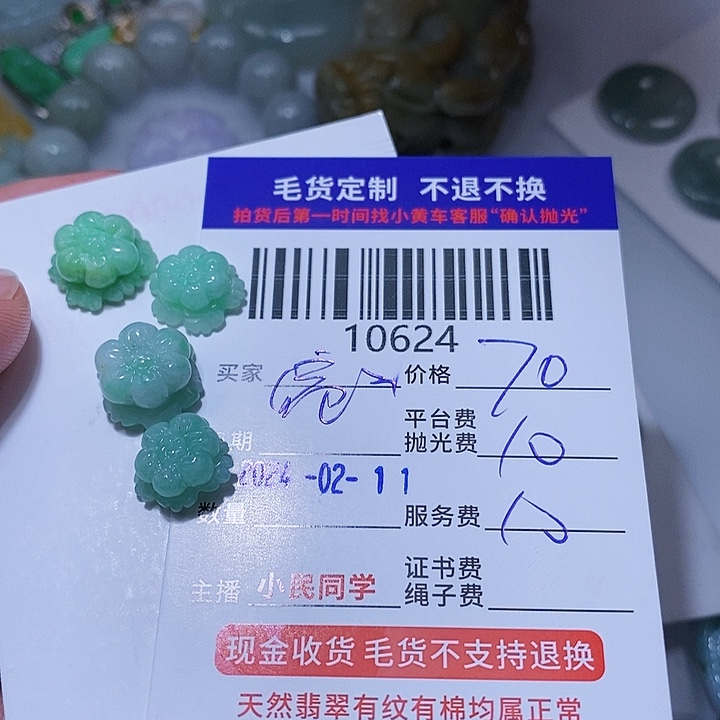 毛货定制 不退不换
拍货后第一时间找小黄车客服“确认抛光”
10624
买家 亮 价格 70
平台费
期 抛光费 10
2024-02-11
数量 服务费 10
证书费
主播 小民同学 绳子费
现金收货 毛货不支持退换
天然翡翠有纹有棉均属正常